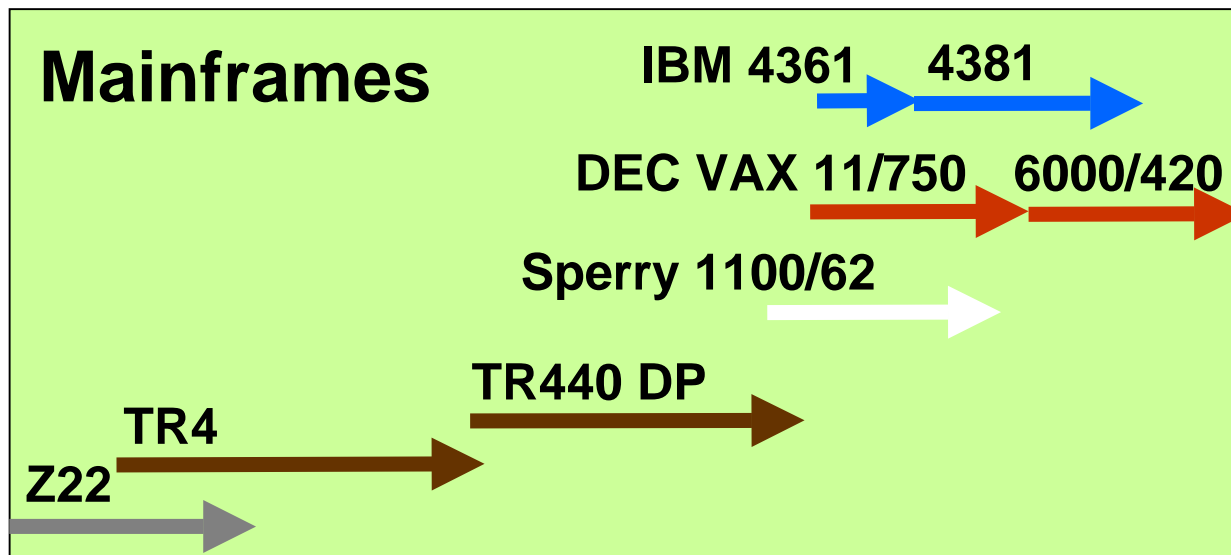 Mainframes
IBM 4361 4381
DEC VAX 11/750 6000/420
Sperry 1100/62
TR440 DP
TR4
Z22